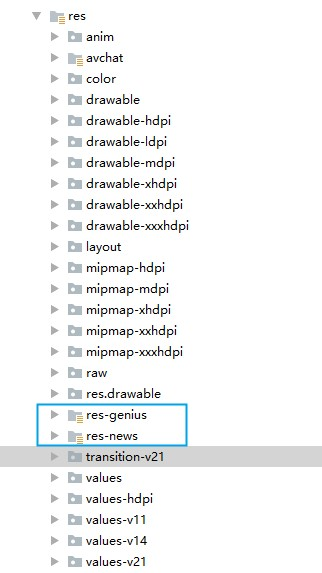 res
anim
avchat
color
drawable
drawable-hdpi
drawable-ldpi
drawable-mdpi
drawable-xhdpi
drawable-xxhdpi
drawable-xxxhdpi
layout
mipmap-hdpi
mipmap-mdpi
mipmap-xhdpi
mipmap-xxhdpi
mipmap-xxxhdpi
raw
res.drawable
res-genius
res-news
transition-v21
values
values-hdpi
values-v11
values-v14
values-v21